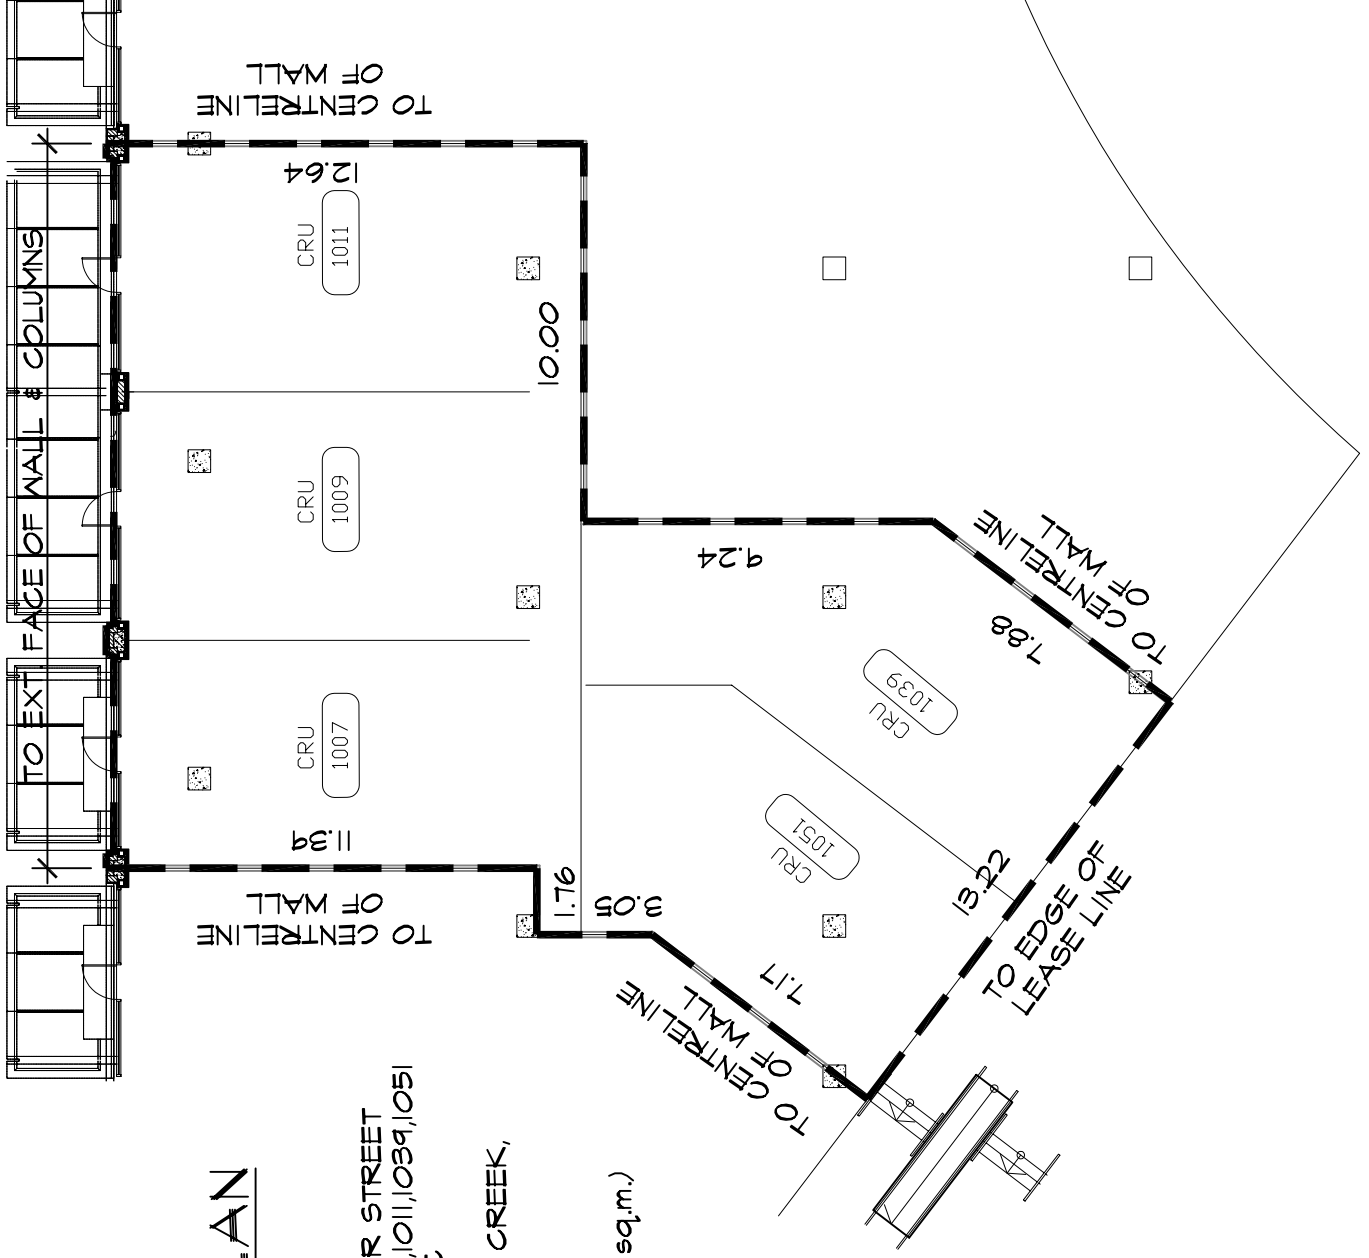 TO CENTRELINE
OF WALL
TO EXT FACE OF WALL & COLUMNS
12.64
CRU
1011
10.00
CRU
1009
9.24
TO CENTRELINE
OF WALL
7.88
CRU
1039
CRU
1007
CRU
1051
11.39
1.76
3.05
13.22
TO EDGE OF
LEASE LINE
TO CENTRELINE
OF WALL
7.17
TO CENTRELINE
OF WALL
AN
R STREET
,1011,1039,1051
CREEK,
sq.m.)